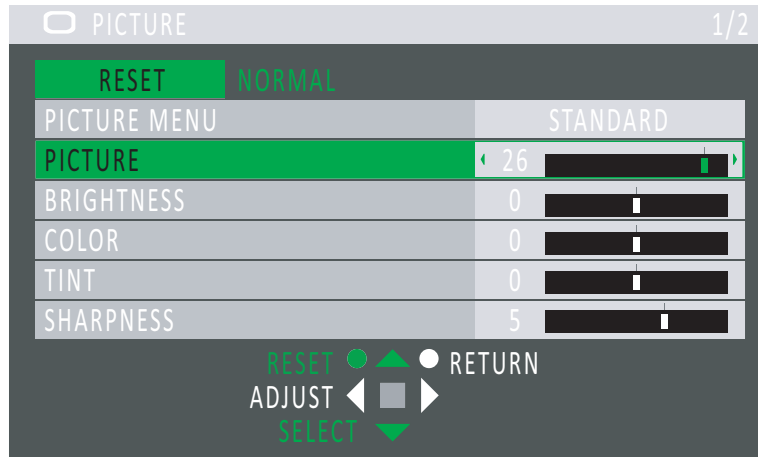 PICTURE 1/2
RESET NORMAL
PICTURE MENU STANDARD
PICTURE 26
BRIGHTNESS 0
COLOR 0
TINT 0
SHARPNESS 5
RESET RETURN
ADJUST
SELECT